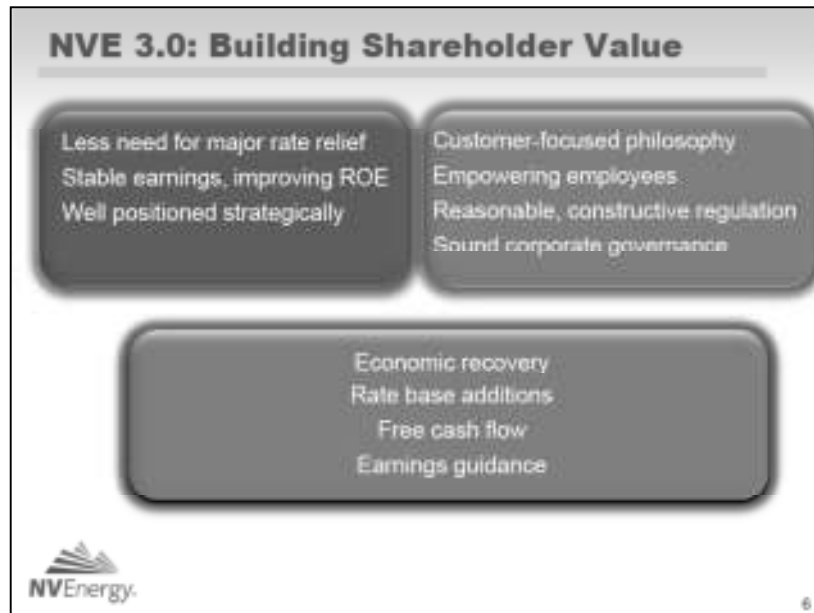 NVE 3.0: Building Shareholder Value
Less need for major rate relief
Stable earnings, improving ROE
Well positioned strategically
Customer-focused philosophy
Empowering employees
Reasonable, constructive regulation
Sound corporate governance
Economic recovery
Rate base additions
Free cash flow
Earnings guidance
NVEnergy.
6